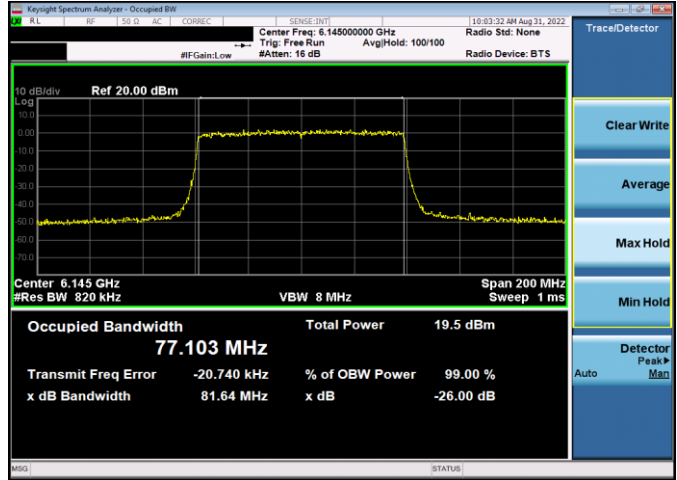 Keysight Spectrum Analyzer - Occupied BW
RL RF 50 Ω AC CORREC SENSE:INT 10:03:32 AM Aug 31, 2022
Center Freq: 6.145000000 GHz Radio Std: None
Trig: Free Run Avg|Hold: 100/100
#IFGain:Low #Atten: 16 dB Radio Device: BTS
Trace/Detector
10 dB/div Ref 20.00 dBm
Log
10.0
0.00
-10.0
-20.0
-30.0
-40.0
-50.0
-60.0
-70.0
Center 6.145 GHz Span 200 MHz
#Res BW 820 kHz VBW 8 MHz Sweep 1 ms
Occupied Bandwidth Total Power 19.5 dBm
77.103 MHz
Transmit Freq Error -20.740 kHz % of OBW Power 99.00 %
x dB Bandwidth 81.64 MHz x dB -26.00 dB
Clear Write
Average
Max Hold
Min Hold
Detector
Peak▶
Auto Man
MSG STATUS